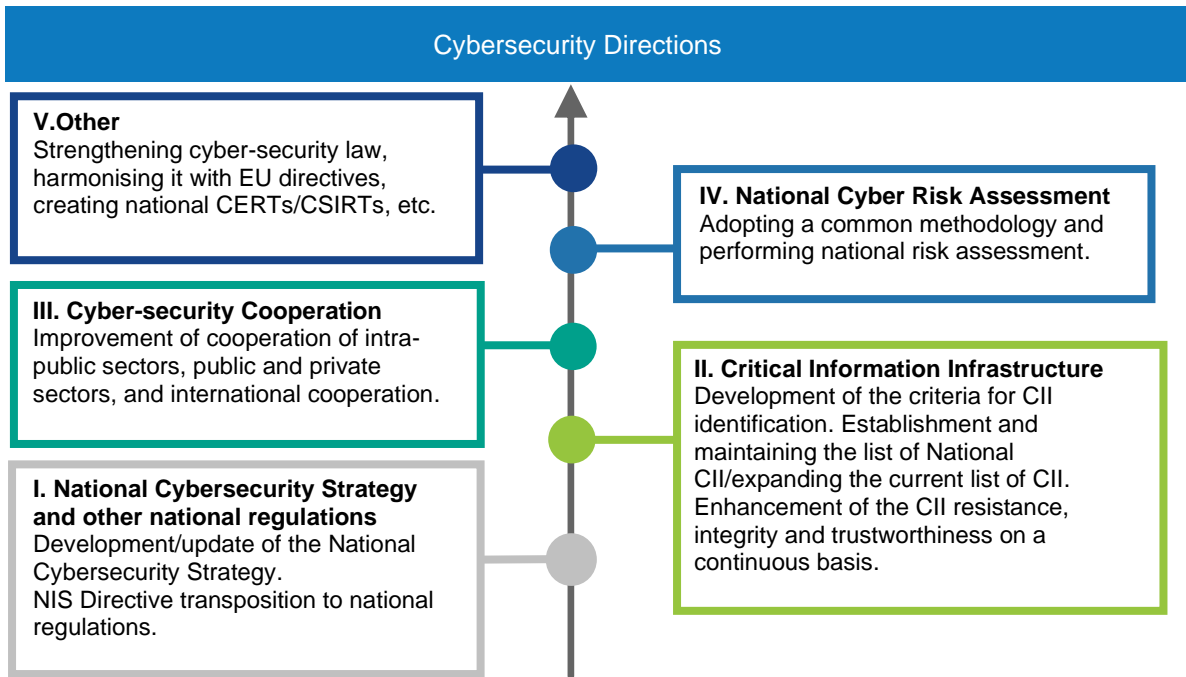 Cybersecurity Directions
V.Other
Strengthening cyber-security law,
harmonising it with EU directives,
creating national CERTs/CSIRTs, etc.
IV. National Cyber Risk Assessment
Adopting a common methodology and
performing national risk assessment.
III. Cyber-security Cooperation
Improvement of cooperation of intra-
public sectors, public and private
sectors, and international cooperation.
II. Critical Information Infrastructure
Development of the criteria for CII
identification. Establishment and
maintaining the list of National
CII/expanding the current list of CII.
Enhancement of the CII resistance,
integrity and trustworthiness on a
continuous basis.
I. National Cybersecurity Strategy
and other national regulations
Development/update of the National
Cybersecurity Strategy.
NIS Directive transposition to national
regulations.